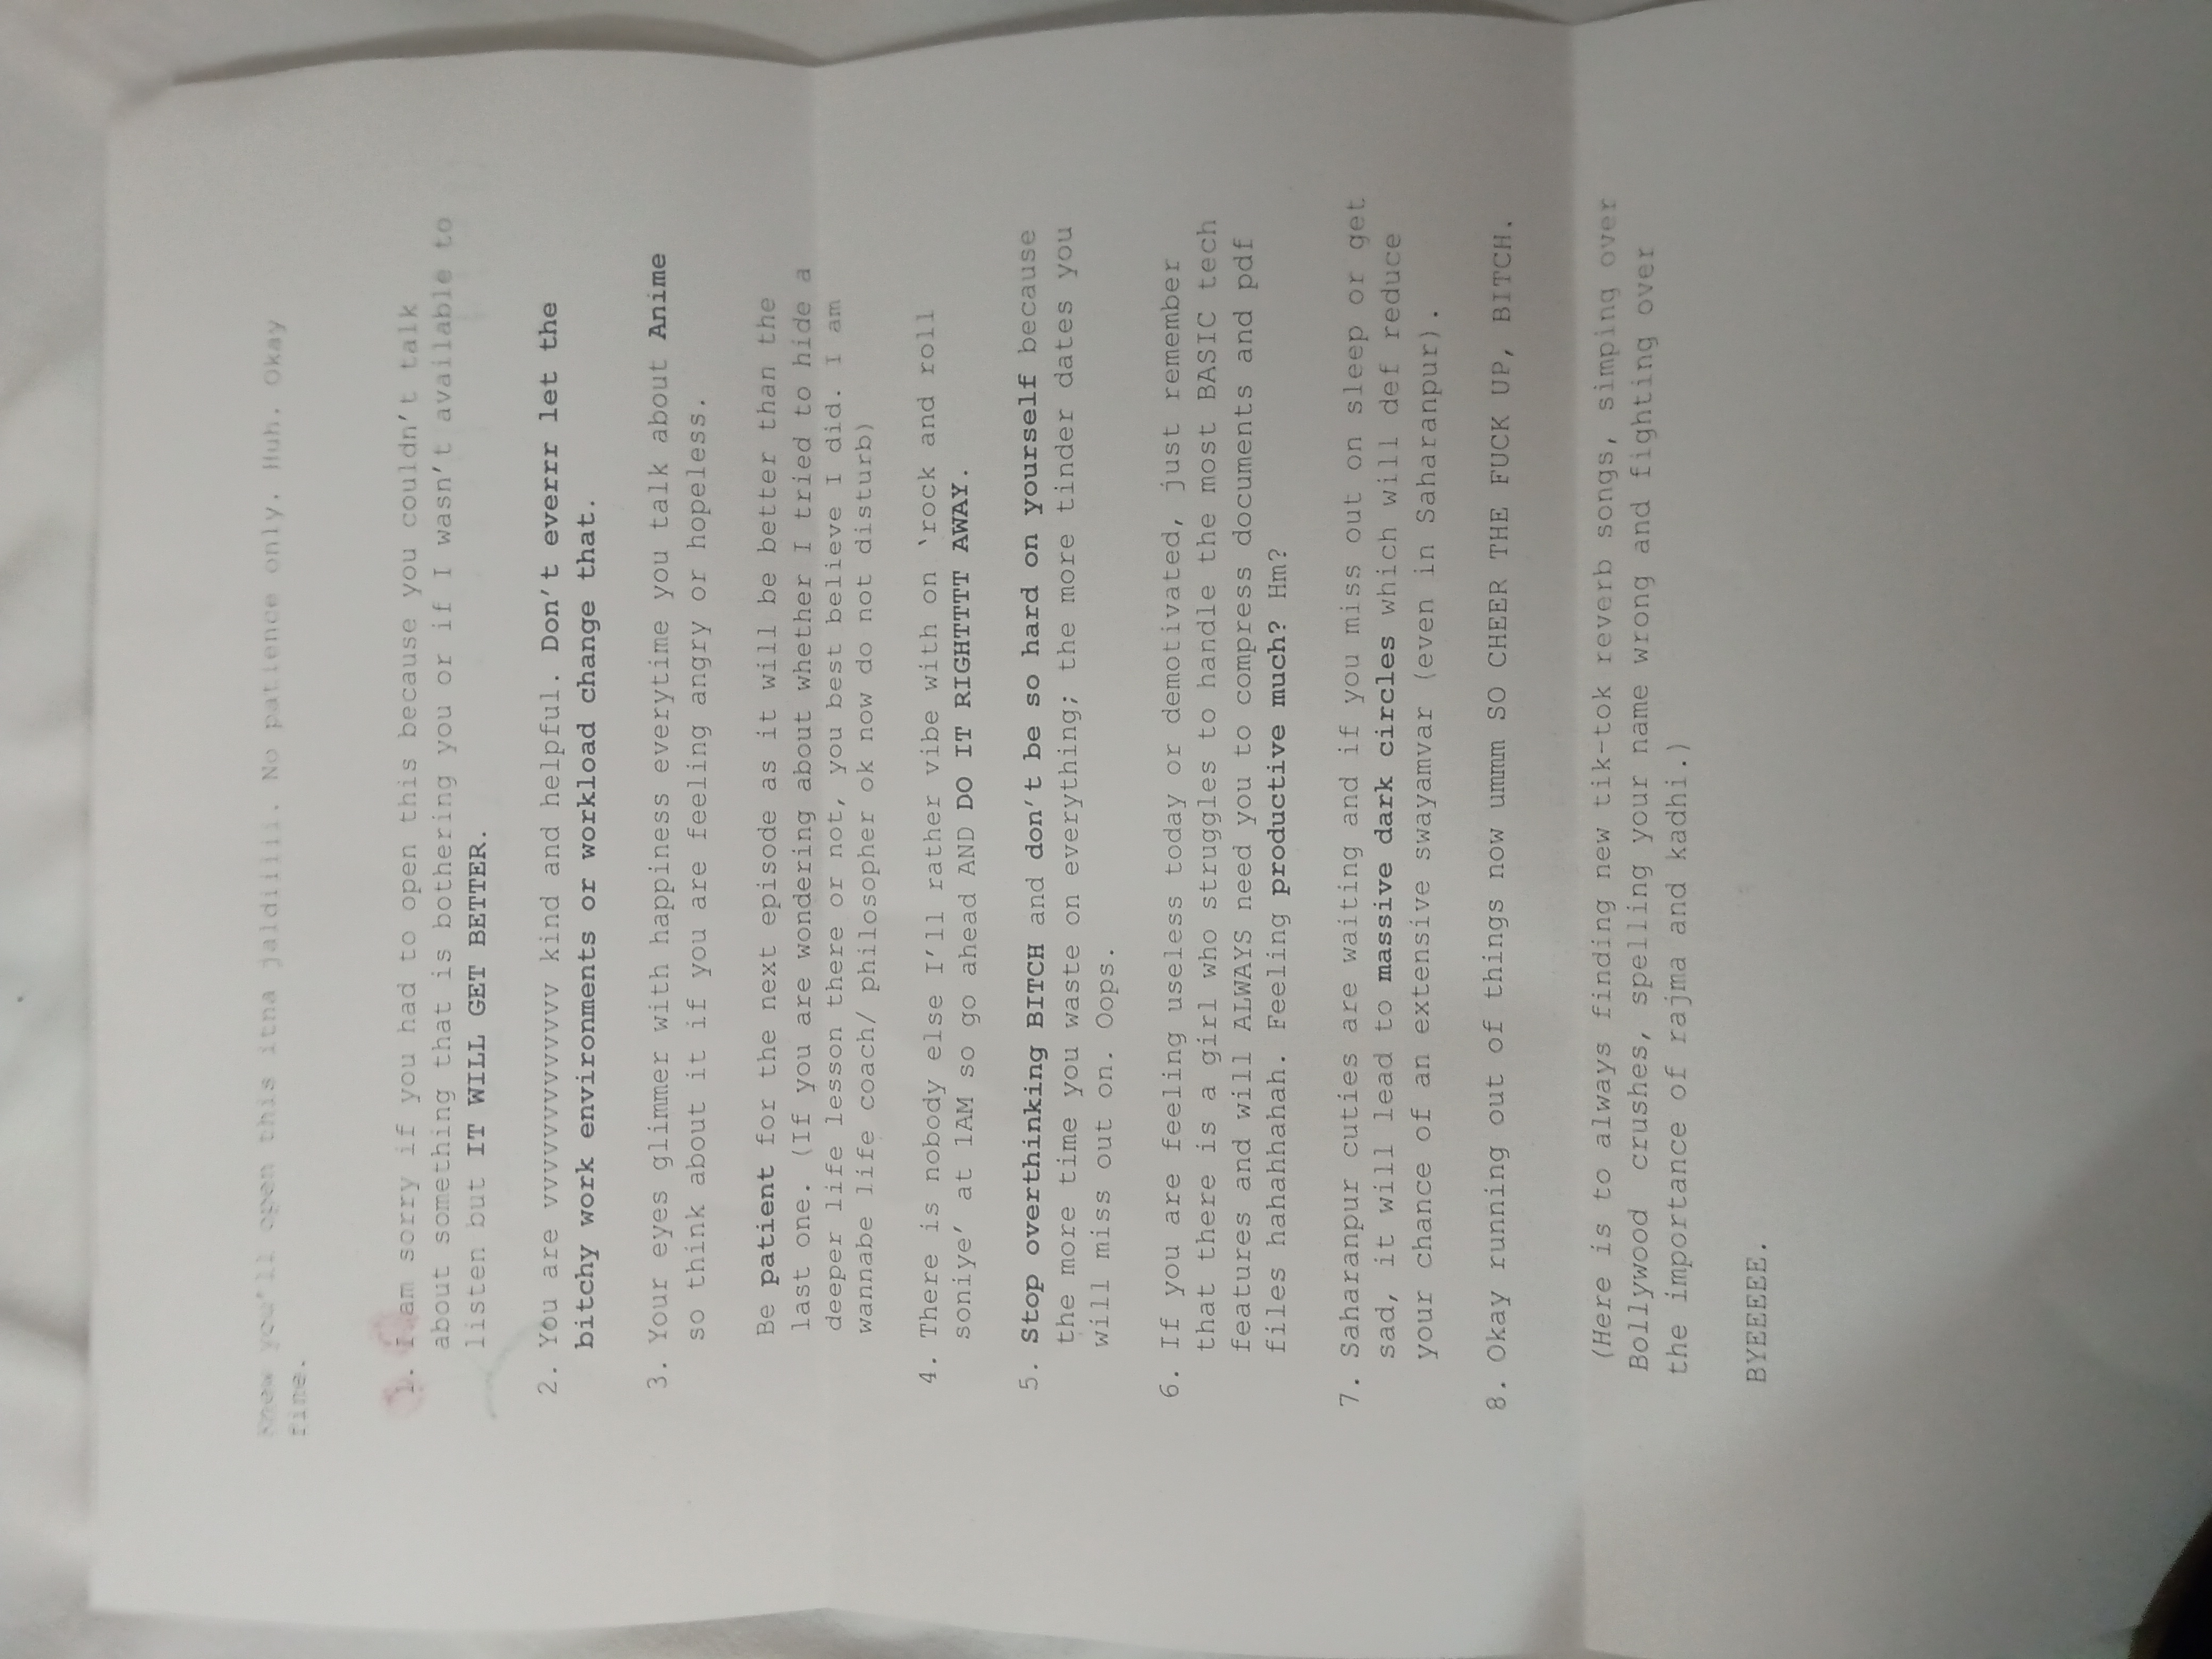 Knew you'll open this itna jaldiiiii. No patience only. Huh. Okay
fine.
1. I am sorry if you had to open this because you couldn't talk
about something that is bothering you or if I wasn't available to
listen but IT WILL GET BETTER.
2. You are vvvvvvvvvvvvvv kind and helpful. Don't everrr let the
bitchy work environments or workload change that.
3. Your eyes glimmer with happiness everytime you talk about Anime
so think about it if you are feeling angry or hopeless.
Be patient for the next episode as it will be better than the
last one. (If you are wondering about whether I tried to hide a
deeper life lesson there or not, you best believe I did. I am
wannabe life coach/ philosopher ok now do not disturb)
4. There is nobody else I'll rather vibe with on 'rock and roll
soniye' at 1AM so go ahead AND DO IT RIGHTTTT AWAY.
5. Stop overthinking BITCH and don't be so hard on yourself because
the more time you waste on everything; the more tinder dates you
will miss out on. Oops.
6. If you are feeling useless today or demotivated, just remember
that there is a girl who struggles to handle the most BASIC tech
features and will ALWAYS need you to compress documents and pdf
files hahahhahah. Feeling productive much? Hm?
7. Saharanpur cuties are waiting and if you miss out on sleep or get
sad, it will lead to massive dark circles which will def reduce
your chance of an extensive swayamvar (even in Saharanpur).
8. Okay running out of things now ummm SO CHEER THE FUCK UP, BITCH.
(Here is to always finding new tik-tok reverb songs, simping over
Bollywood crushes, spelling your name wrong and fighting over
the importance of rajma and kadhi.)
BYEEEEE.